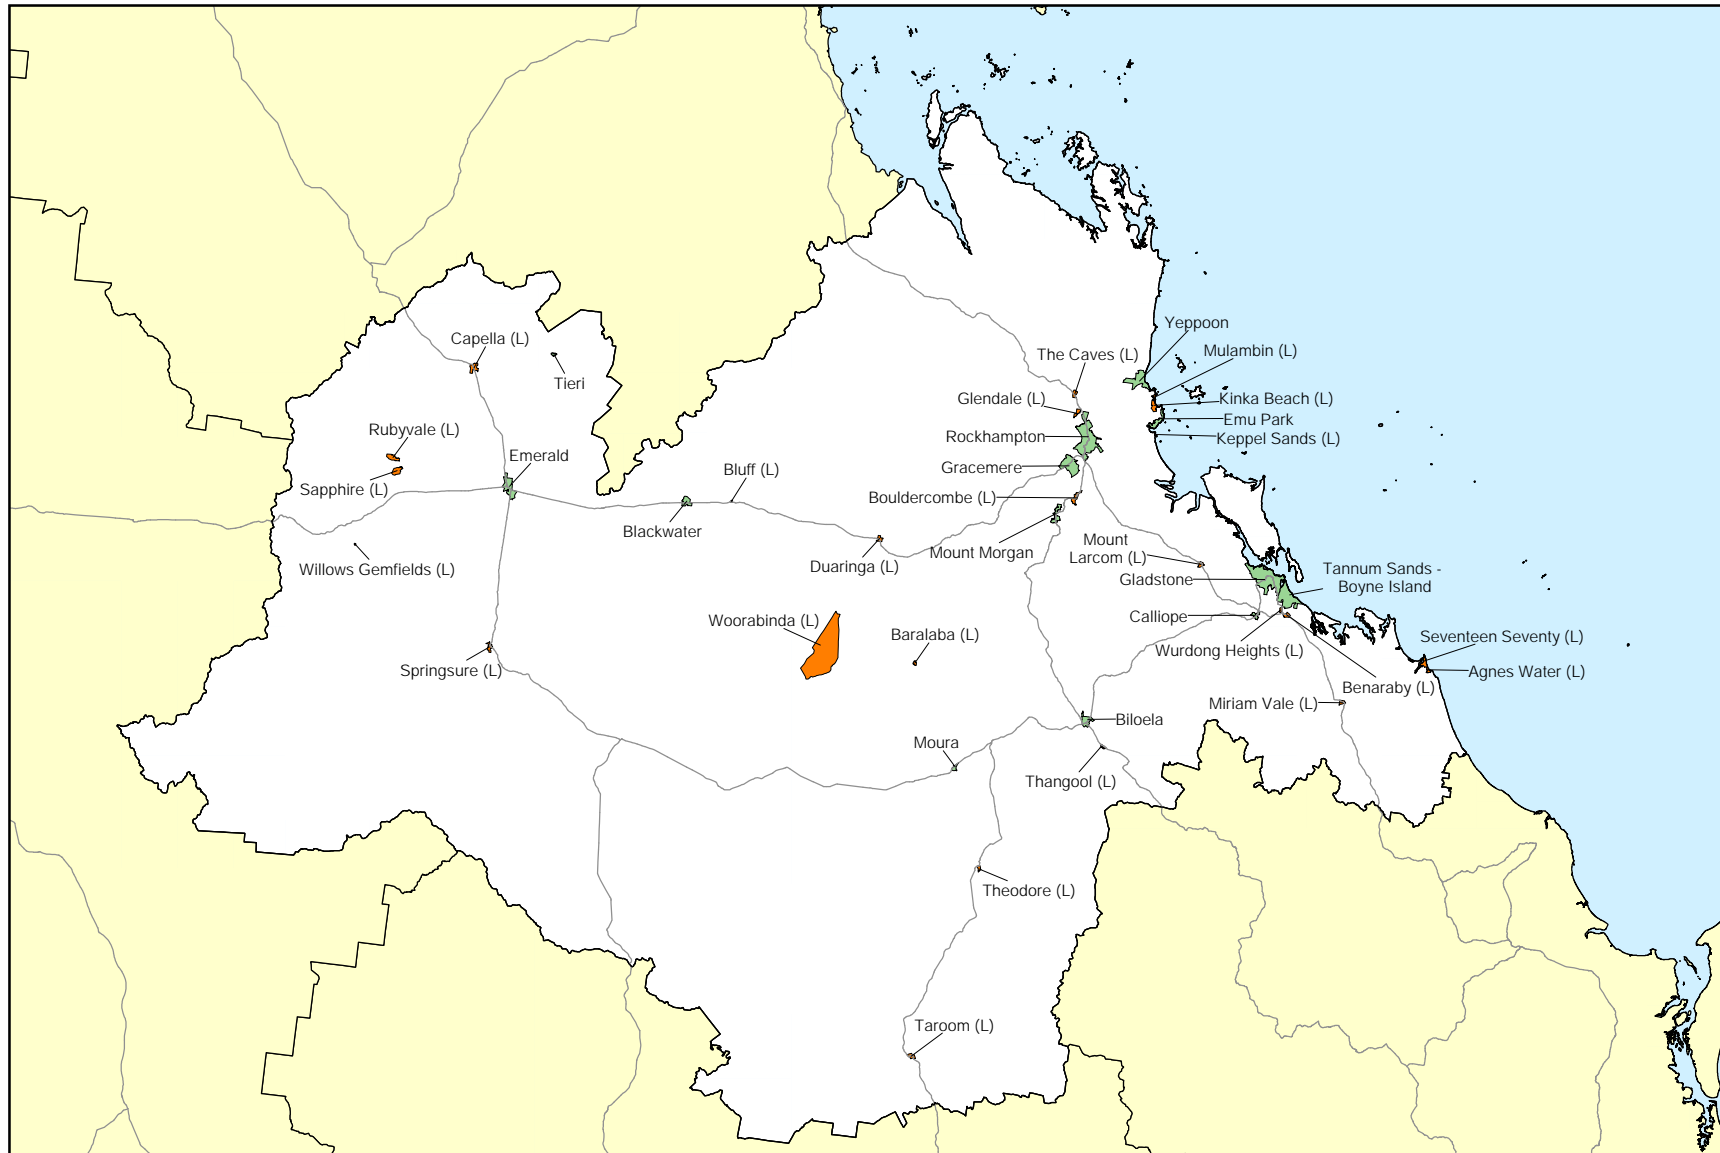 Yeppoon
Capella (L)
Mulambin (L)
The Caves (L)
Tieri
Glendale (L)
Kinka Beach (L)
Emu Park
Rubyvale (L)
Rockhampton
Keppel Sands (L)
Emerald
Gracemere
Bluff (L)
Sapphire (L)
Bouldercombe (L)
Blackwater
Mount
Larcom (L)
Mount Morgan
Willows Gemfields (L)
Duaringa (L)
Gladstone
Tannum Sands -
Boyne Island
Woorabinda (L)
Calliope
Baralaba (L)
Seventeen Seventy (L)
Wurdong Heights (L)
Springsure (L)
Agnes Water (L)
Benaraby (L)
Miriam Vale (L)
Biloela
Moura
Thangool (L)
Theodore (L)
Taroom (L)